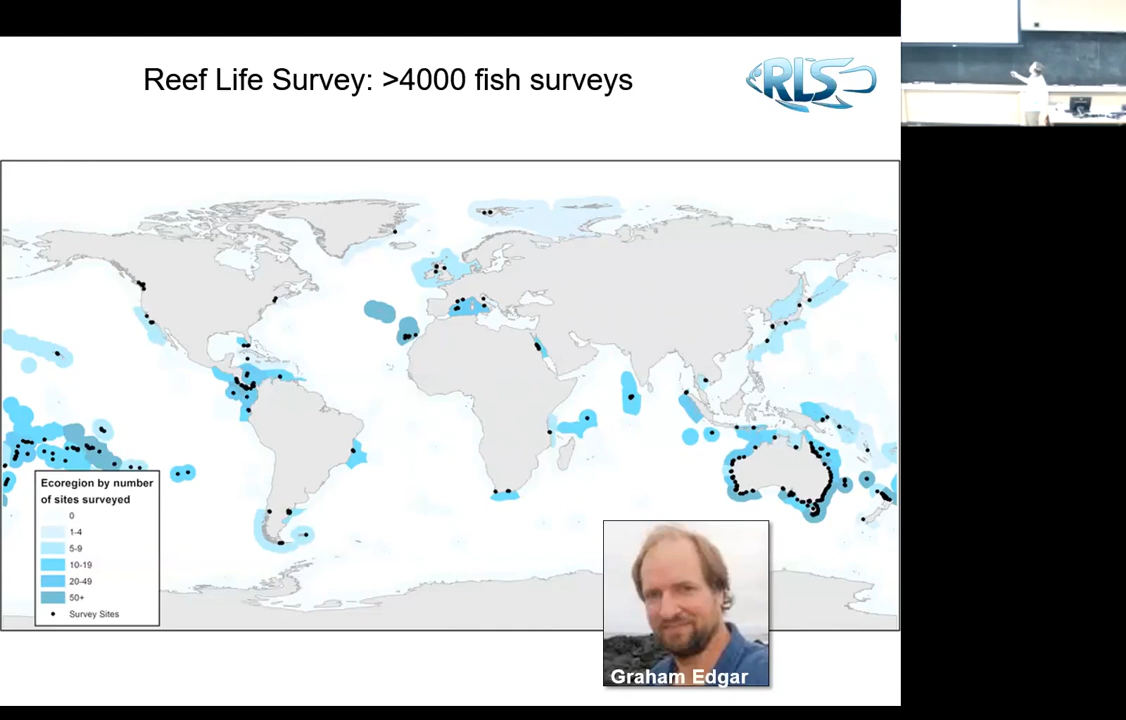 Reef Life Survey: >4000 fish surveys
RLS
Ecoregion by number
of sites surveyed
0
1-4
5-9
10-19
20-49
50+
Survey Sites
Graham Edgar